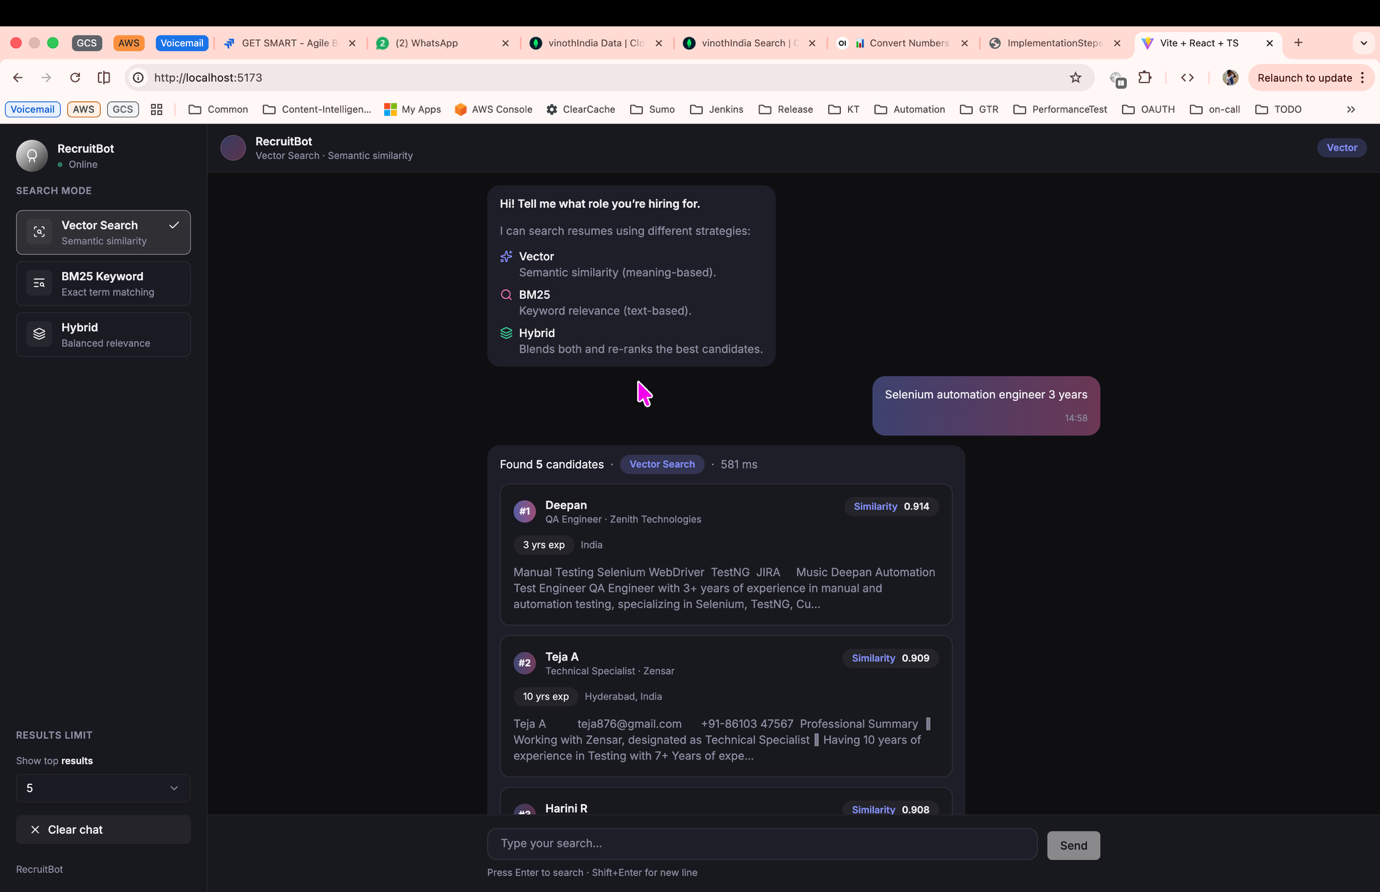 GCS
AWS
Voicemail
GET SMART - Agile B
(2) WhatsApp
vinothIndia Data | Clo
vinothIndia Search | C
Convert Numbers
ImplementationSteps
Vite + React + TS
http://localhost:5173
Relaunch to update
Voicemail
AWS
GCS
Common
Content-Intelligen...
My Apps
AWS Console
ClearCache
Sumo
Jenkins
Release
KT
Automation
GTR
PerformanceTest
OAUTH
on-call
TODO
RecruitBot
Online
SEARCH MODE
Vector Search
Semantic similarity
BM25 Keyword
Exact term matching
Hybrid
Balanced relevance
RESULTS LIMIT
Show top results
5
Clear chat
RecruitBot
RecruitBot
Vector Search · Semantic similarity
Vector
Hi! Tell me what role you’re hiring for.
I can search resumes using different strategies:
Vector
Semantic similarity (meaning-based).
BM25
Keyword relevance (text-based).
Hybrid
Blends both and re-ranks the best candidates.
Selenium automation engineer 3 years
14:58
Found 5 candidates · Vector Search · 581 ms
#1
Deepan
QA Engineer · Zenith Technologies
Similarity 0.914
3 yrs exp India
Manual Testing Selenium WebDriver TestNG JIRA Music Deepan Automation
Test Engineer QA Engineer with 3+ years of experience in manual and
automation testing, specializing in Selenium, TestNG, Cu...
#2
Teja A
Technical Specialist · Zensar
Similarity 0.909
10 yrs exp Hyderabad, India
Teja A teja876@gmail.com +91-86103 47567 Professional Summary
Working with Zensar, designated as Technical Specialist Having 10 years of
experience in Testing with 7+ Years of expe...
Harini R
Similarity 0.908
Type your search...
Send
Press Enter to search · Shift+Enter for new line